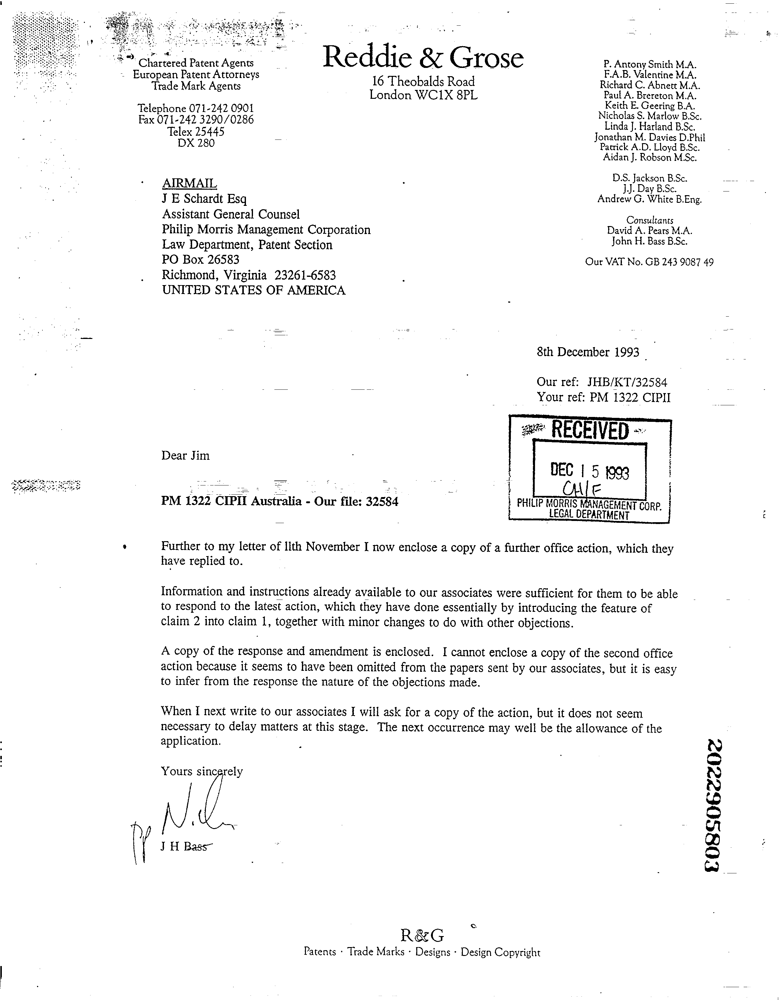 Chartered Patent Agents
European Patent Attorneys
Trade Mark Agents
Telephone 071-242 0901
Fax 071-242 3290/0286
Telex 25445
DX 280
Reddie & Grose
16 Theobalds Road
London WC1X 8PL
P. Antony Smith M.A.
F.A.B. Valentine M.A.
Richard C. Abnett M.A.
Paul A. Brereton M.A.
Keith E. Geering B.A.
Nicholas S. Marlow B.Sc.
Linda J. Harland B.Sc.
Jonathan M. Davies D.Phil
Patrick A.D. Lloyd B.Sc.
Aidan J. Robson M.Sc.
D.S. Jackson B.Sc.
J.J. Day B.Sc.
Andrew G. White B.Eng.
Consultants
David A. Pears M.A.
John H. Bass B.Sc.
Our VAT No. GB 243 9087 49
AIRMAIL
J E Schardt Esq
Assistant General Counsel
Philip Morris Management Corporation
Law Department, Patent Section
PO Box 26583
Richmond, Virginia 23261-6583
UNITED STATES OF AMERICA
8th December 1993
Our ref: JHB/KT/32584
Your ref: PM 1322 CIPII
RECEIVED
DEC 15 1993
PHILIP MORRIS MANAGEMENT CORP.
LEGAL DEPARTMENT
Dear Jim
PM 1322 CIPII Australia - Our file: 32584
Further to my letter of 11th November I now enclose a copy of a further office action, which they
have replied to.
Information and instructions already available to our associates were sufficient for them to be able
to respond to the latest action, which they have done essentially by introducing the feature of
claim 2 into claim 1, together with minor changes to do with other objections.
A copy of the response and amendment is enclosed. I cannot enclose a copy of the second office
action because it seems to have been omitted from the papers sent by our associates, but it is easy
to infer from the response the nature of the objections made.
When I next write to our associates I will ask for a copy of the action, but it does not seem
necessary to delay matters at this stage. The next occurrence may well be the allowance of the
application.
Yours sincerely
pp
J H Bass
2022905803
R&G
Patents · Trade Marks · Designs · Design Copyright